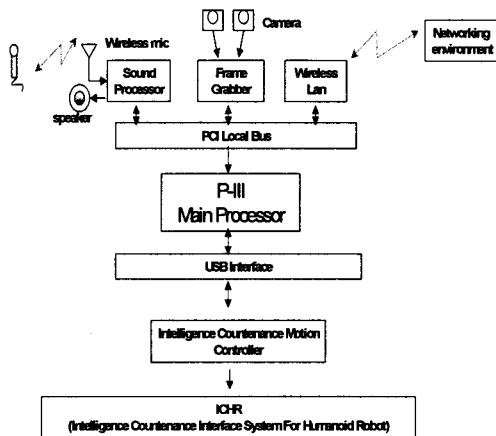 Camera
Wireless mic
Networking
environment
Sound
Processor
Frame
Grabber
Wireless
Lan
speaker
PCI Local Bus
P-III
Main Processor
USB Interface
Intelligence Countenance Motion
Controller
ICHR
(Intelligence Countenance Interface System For Humanoid Robot)